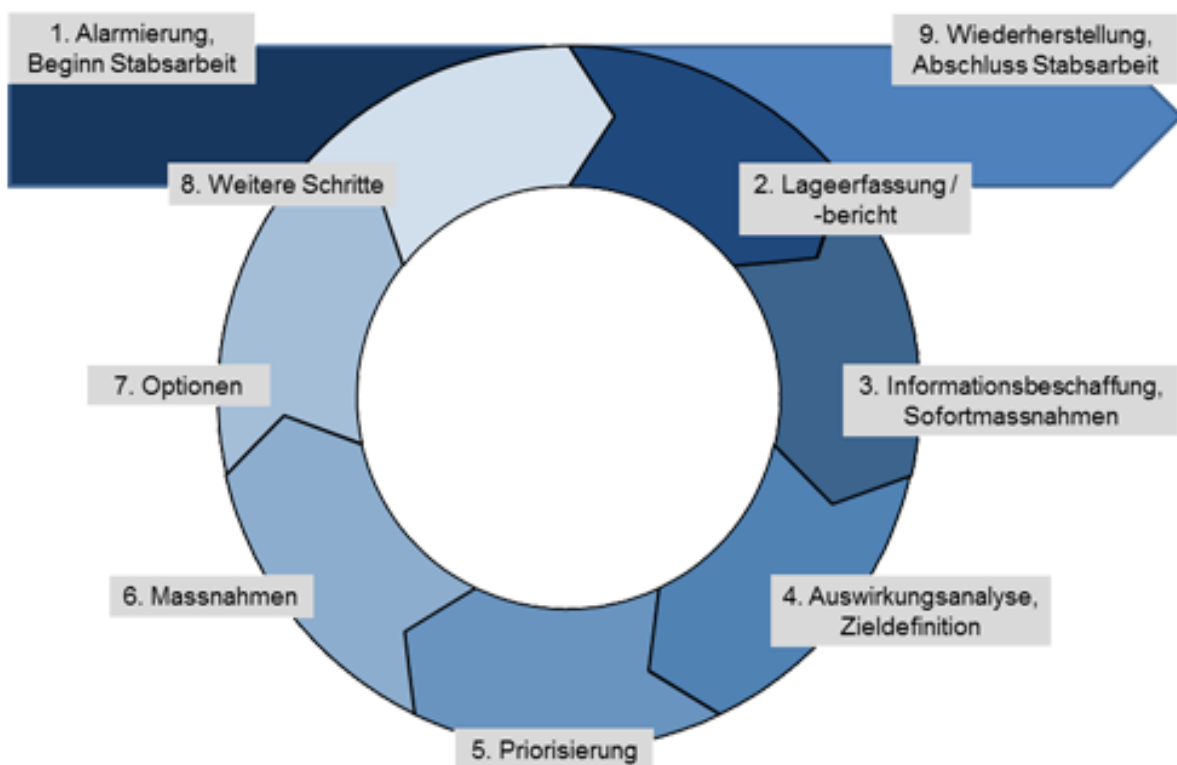 1. Alarmierung,
Beginn Stabsarbeit
9. Wiederherstellung,
Abschluss Stabsarbeit
8. Weitere Schritte
2. Lageerfassung /
-bericht
7. Optionen
3. Informationsbeschaffung,
Sofortmassnahmen
6. Massnahmen
4. Auswirkungsanalyse,
Zieldefinition
5. Priorisierung